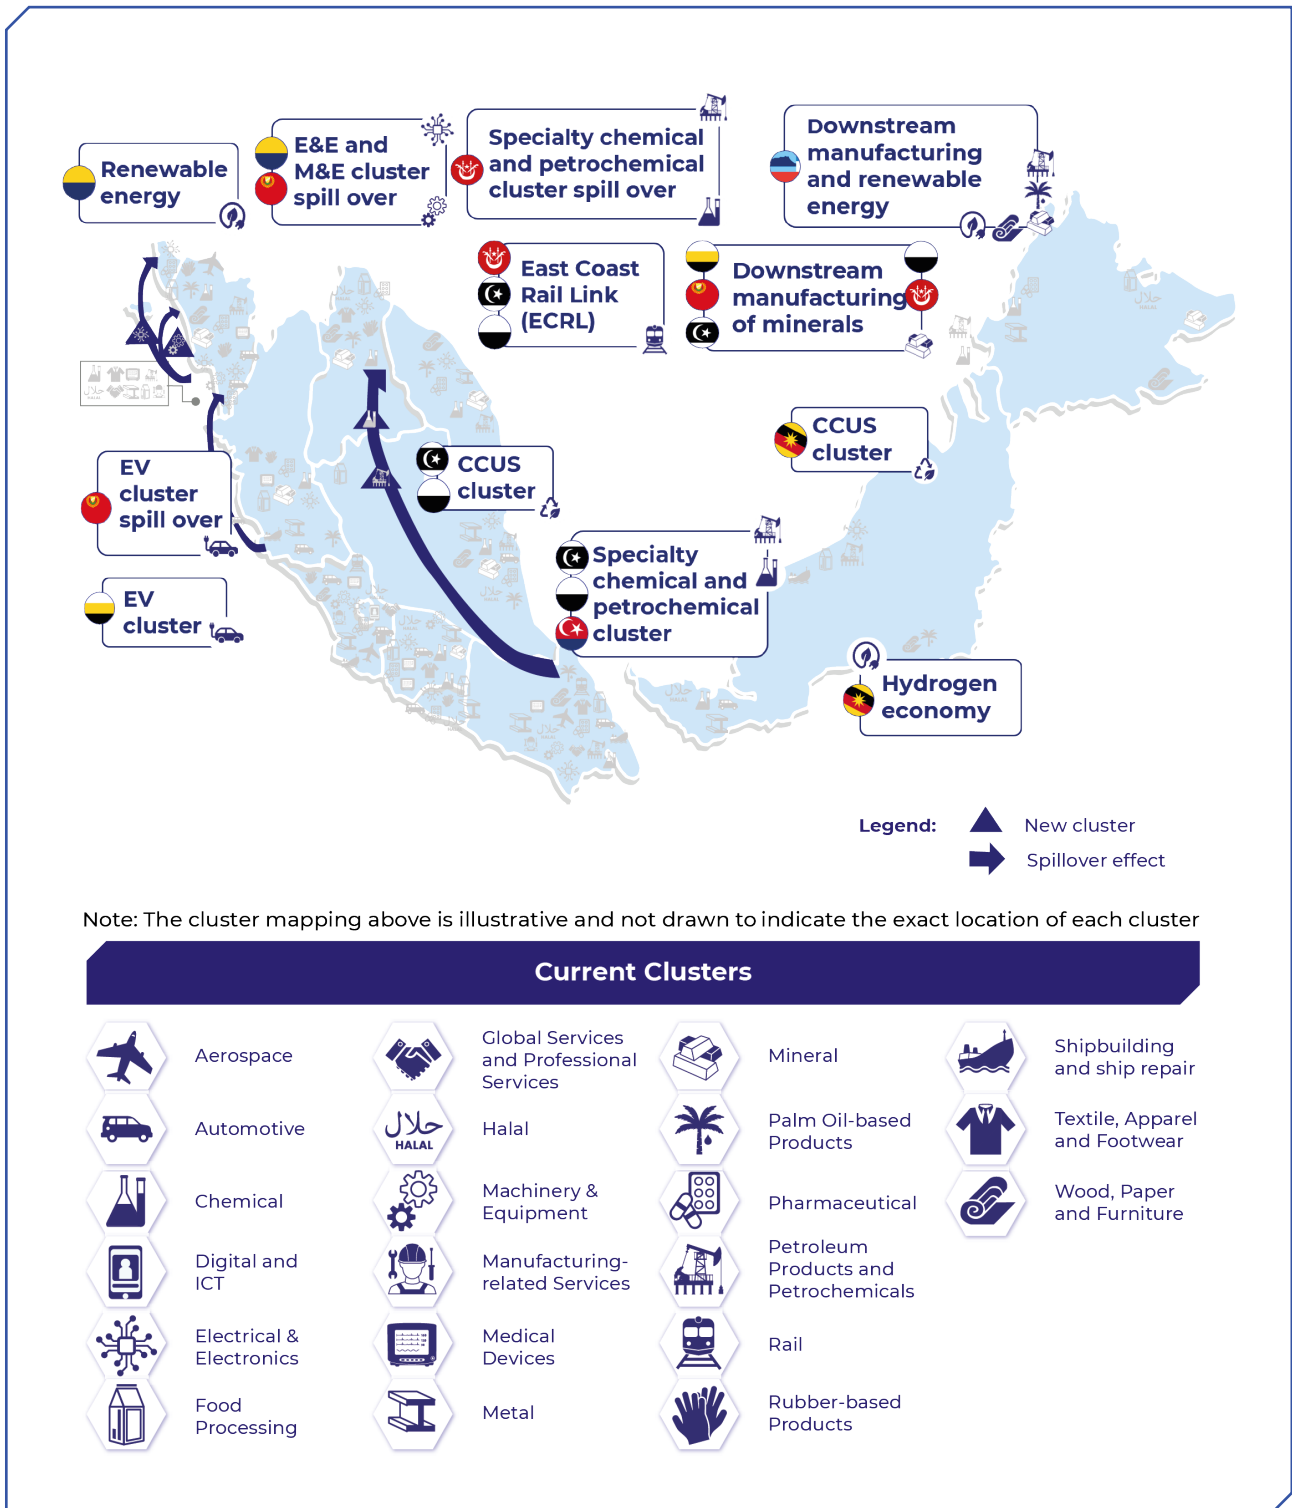 Renewable
energy
E&E and
M&E cluster
spill over
Specialty chemical
and petrochemical
cluster spill over
Downstream
manufacturing
and renewable
energy
East Coast
Rail Link
(ECRL)
Downstream
manufacturing
of minerals
CCUS
cluster
CCUS
cluster
EV
cluster
spill over
EV
cluster
Specialty
chemical and
petrochemical
cluster
Hydrogen
economy
Legend:
New cluster
Spillover effect
Note: The cluster mapping above is illustrative and not drawn to indicate the exact location of each cluster
Current Clusters
Aerospace
Automotive
Chemical
Digital and
ICT
Electrical &
Electronics
Food
Processing
Global Services
and Professional
Services
حلال
HALAL
Halal
Machinery &
Equipment
Manufacturing-
related Services
Medical
Devices
Metal
Mineral
Palm Oil-based
Products
Pharmaceutical
Petroleum
Products and
Petrochemicals
Rail
Rubber-based
Products
Shipbuilding
and ship repair
Textile, Apparel
and Footwear
Wood, Paper
and Furniture